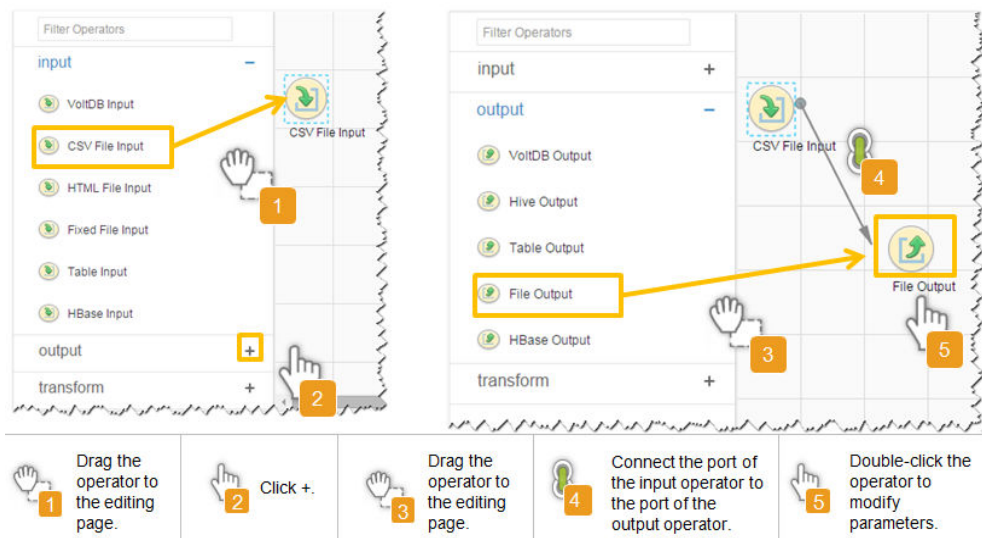 Filter Operators
input −
VoltDB Input
CSV File Input
HTML File Input
Fixed File Input
Table Input
HBase Input
output +
transform +
CSV File Input
1
2
Filter Operators
input +
output −
VoltDB Output
Hive Output
Table Output
File Output
HBase Output
transform +
CSV File Input
4
File Output
3
5
1
Drag the
operator to
the editing
page.
2
Click +.
3
Drag the
operator to
the editing
page.
4
Connect the port of
the input operator to
the port of the
output operator.
5
Double-click the
operator to
modify
parameters.